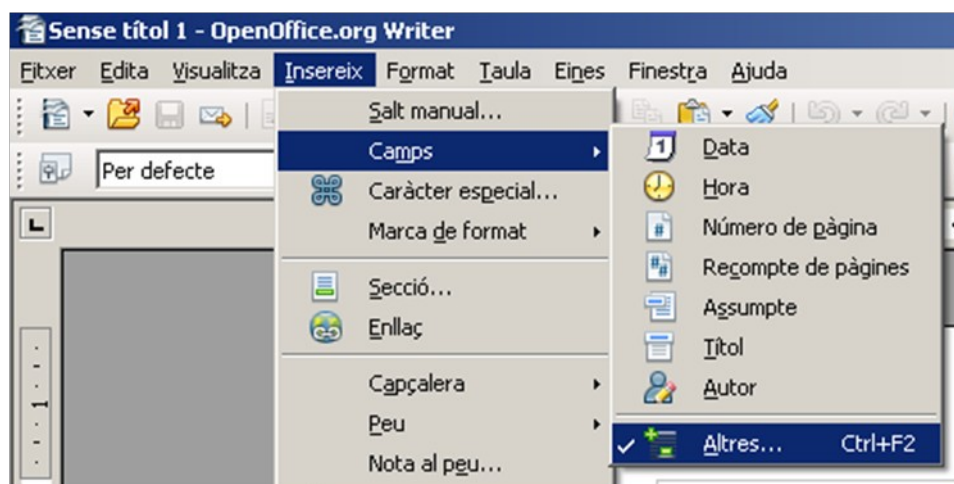 Sense títol 1 - OpenOffice.org Writer
Fitxer Edita Visualitza Insereix Format Taula Eines Finestra Ajuda
Salt manual...
Per defecte
Camps
Caràcter especial...
Marca de format
Secció...
Enllaç
Capçalera
Peu
Nota al peu...
Data
Hora
Número de pàgina
Recompte de pàgines
Assumpte
Títol
Autor
Altres... Ctrl+F2
1